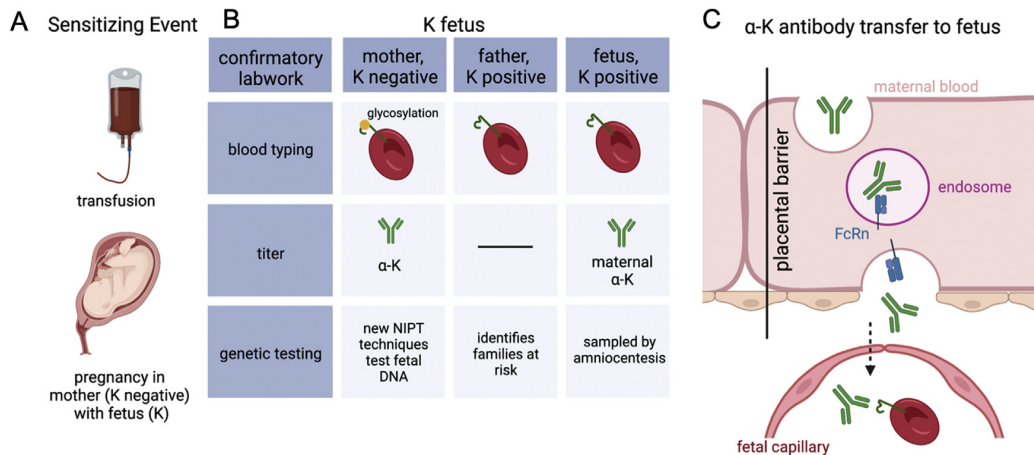 A
Sensitizing Event
transfusion
pregnancy in
mother (K negative)
with fetus (K)
B
K fetus
confirmatory
labwork
mother,
K negative
father,
K positive
fetus,
K positive
blood typing
glycosylation
titer
α-K
maternal
α-K
genetic testing
new NIPT
techniques
test fetal
DNA
identifies
families at
risk
sampled by
amniocentesis
C
α-K antibody transfer to fetus
maternal blood
placental barrier
endosome
FcRn
fetal capillary